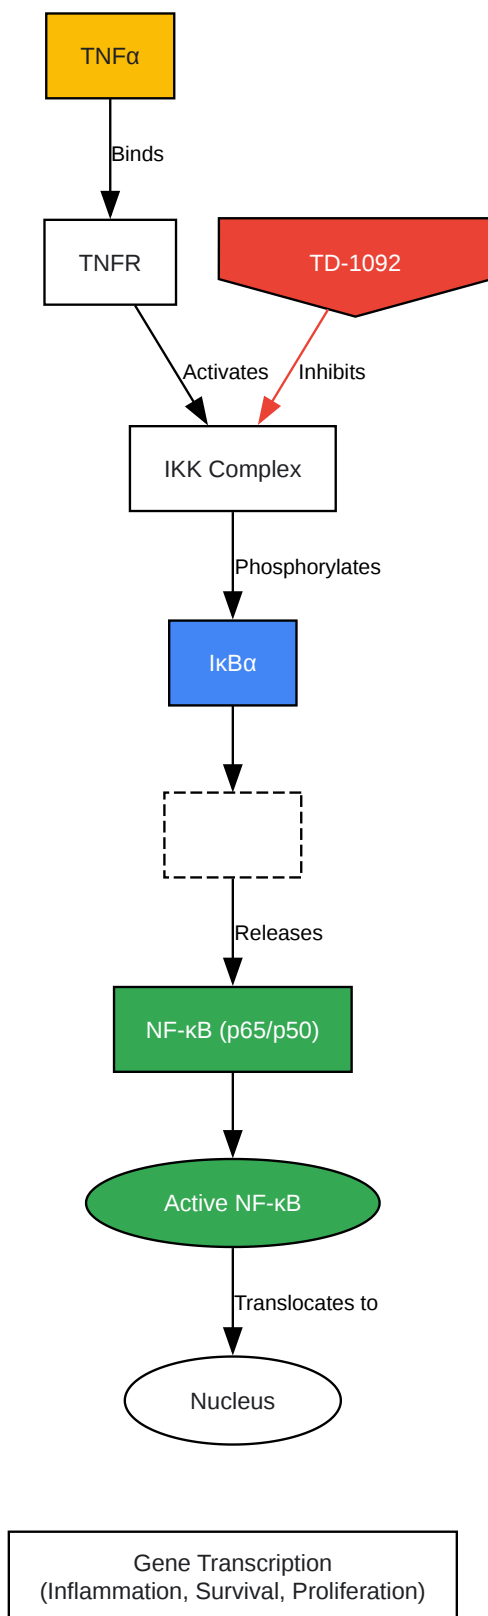 TNFα
Binds
TNFR
TD-1092
Activates
Inhibits
IKK Complex
Phosphorylates
IκBα
Releases
NF-κB (p65/p50)
Active NF-κB
Translocates to
Nucleus
Gene Transcription
(Inflammation, Survival, Proliferation)